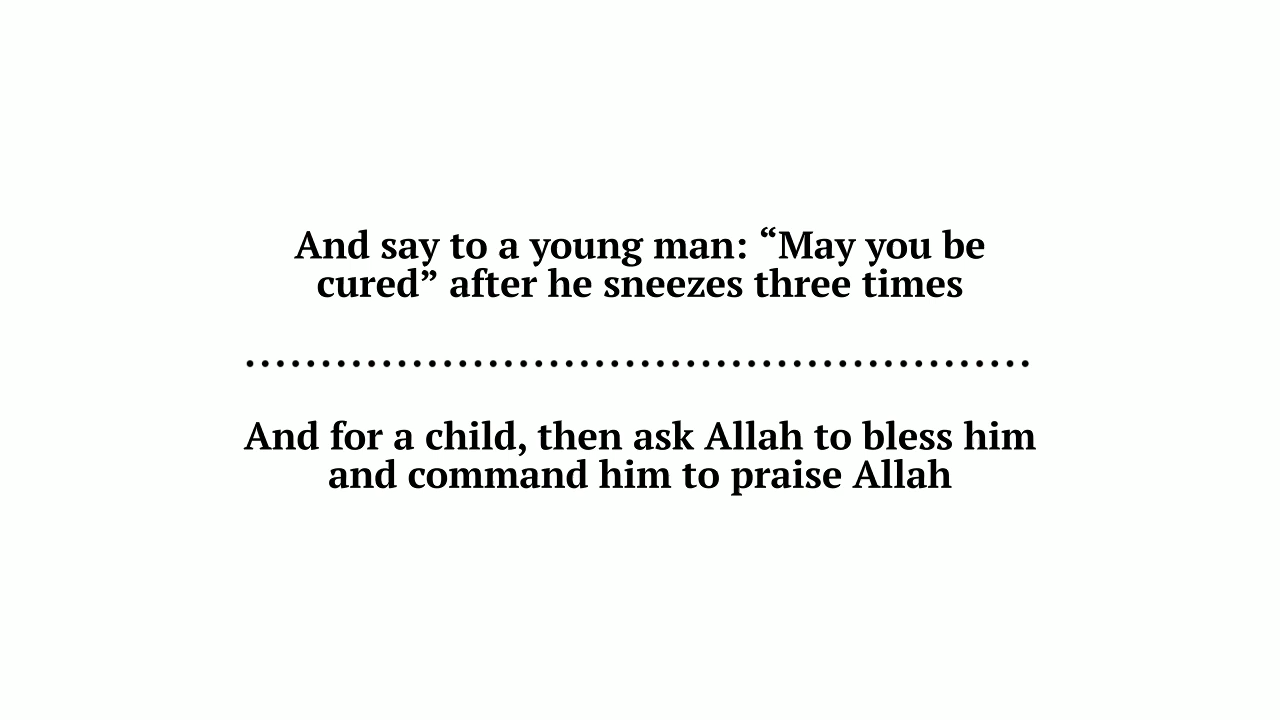 And say to a young man: “May you be
cured” after he sneezes three times
....................................................
And for a child, then ask Allah to bless him
and command him to praise Allah